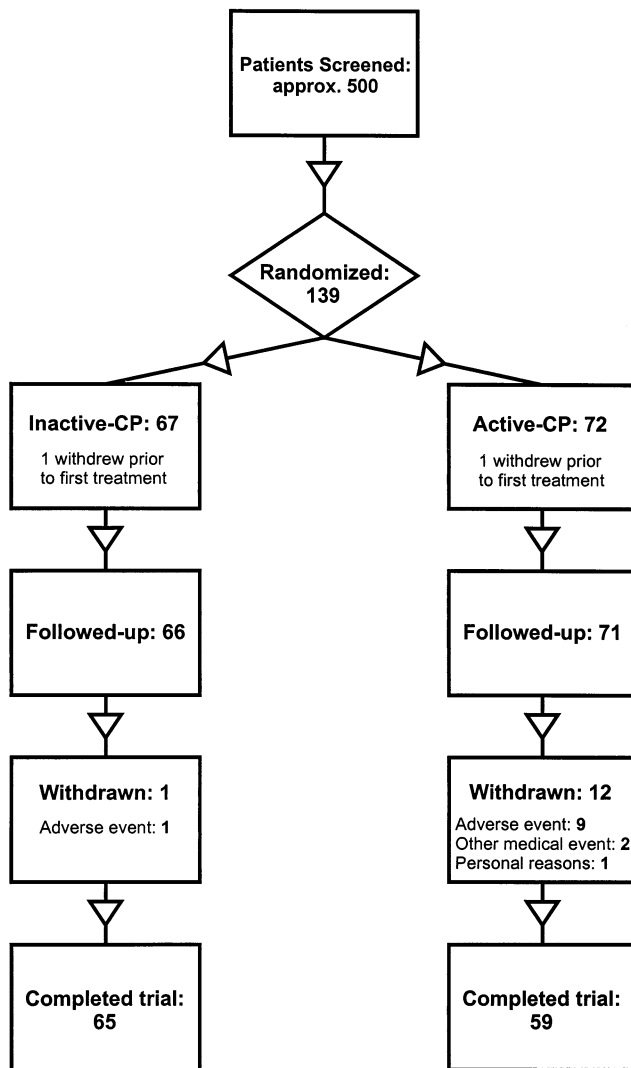 Patients Screened:
approx. 500
Randomized:
139
Inactive-CP: 67
1 withdrew prior
to first treatment
Active-CP: 72
1 withdrew prior
to first treatment
Followed-up: 66
Followed-up: 71
Withdrawn: 1
Adverse event: 1
Withdrawn: 12
Adverse event: 9
Other medical event: 2
Personal reasons: 1
Completed trial:
65
Completed trial:
59